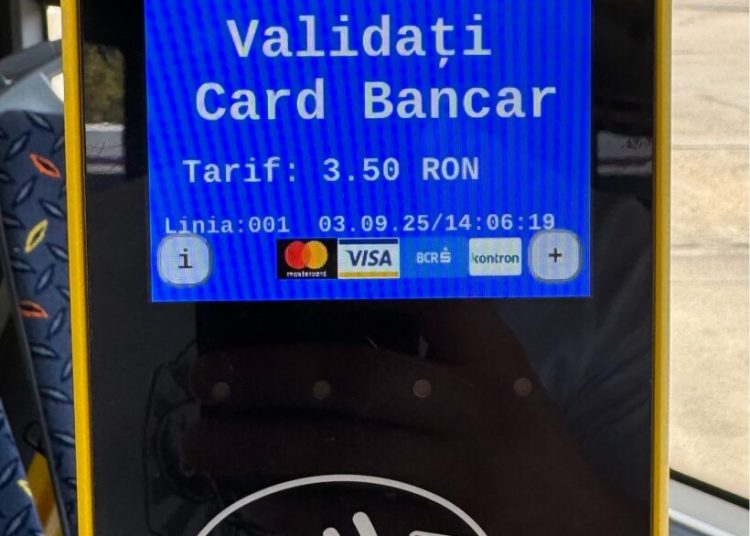 Validați
Card Bancar
Tarif: 3.50 RON
Linia:001 03.09.25/14:06:19
i mastercard VISA BCR kontron +